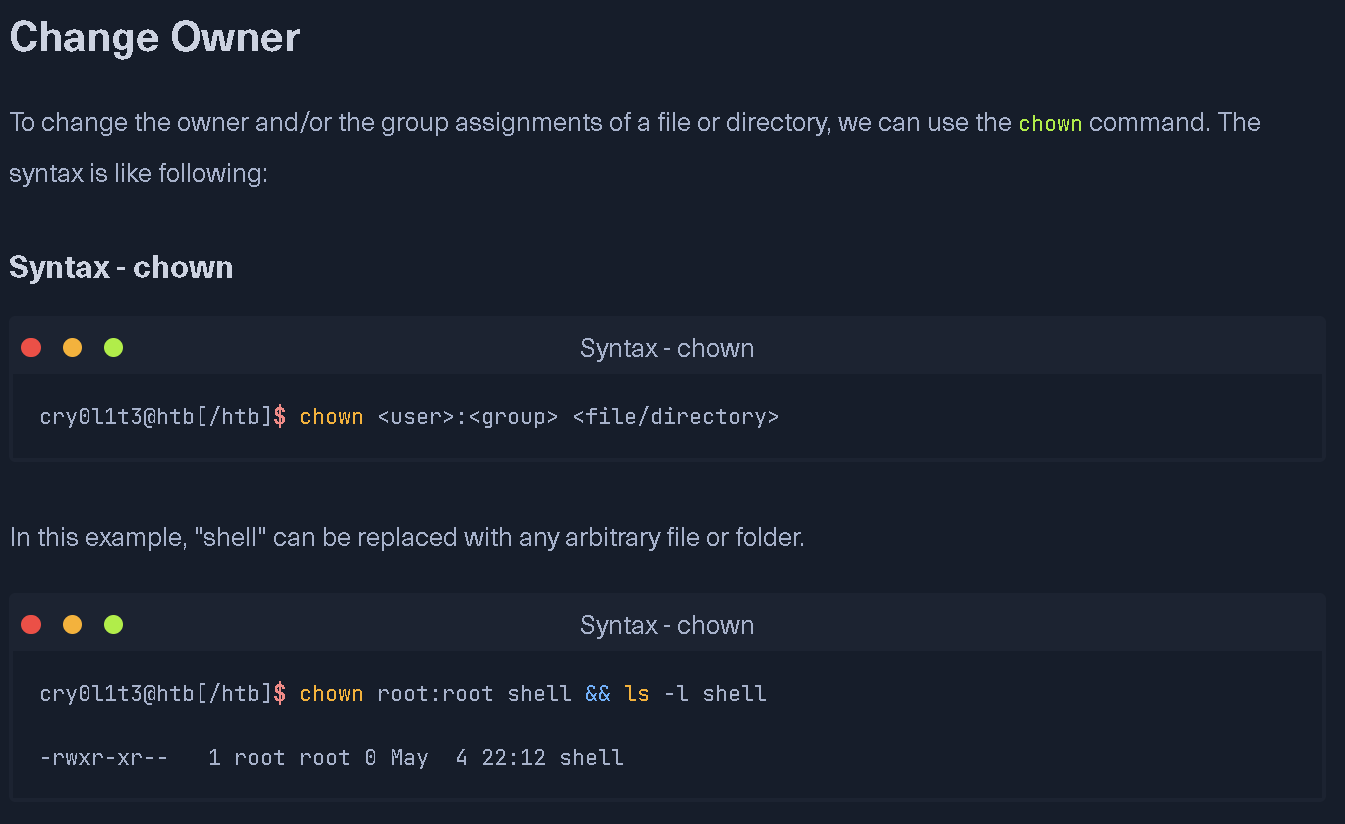 Change Owner
To change the owner and/or the group assignments of a file or directory, we can use the chown command. The
syntax is like following:
Syntax - chown
Syntax - chown
cry0l1t3@htb[/htb]$ chown <user>:<group> <file/directory>
In this example, "shell" can be replaced with any arbitrary file or folder.
Syntax - chown
cry0l1t3@htb[/htb]$ chown root:root shell && ls -l shell
-rwxr-xr--   1 root root 0 May  4 22:12 shell